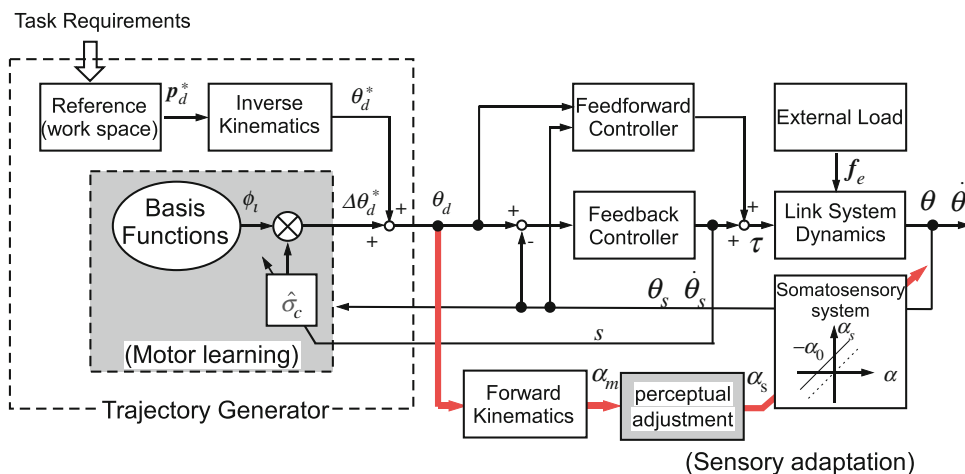 Task Requirements
Reference
(work space)
p*d
Inverse
Kinematics
θ*d
Feedforward
Controller
External Load
fe
Basis
Functions
ϕι
Δθ*d
+
+
θd
+
-
Feedback
Controller
+
+
τ
Link System
Dynamics
θ θ̇
σ̂c
(Motor learning)
θs θ̇s
s
Somatosensory
system
αs
−α0
α
Trajectory Generator
Forward
Kinematics
αm
perceptual
adjustment
αs
(Sensory adaptation)